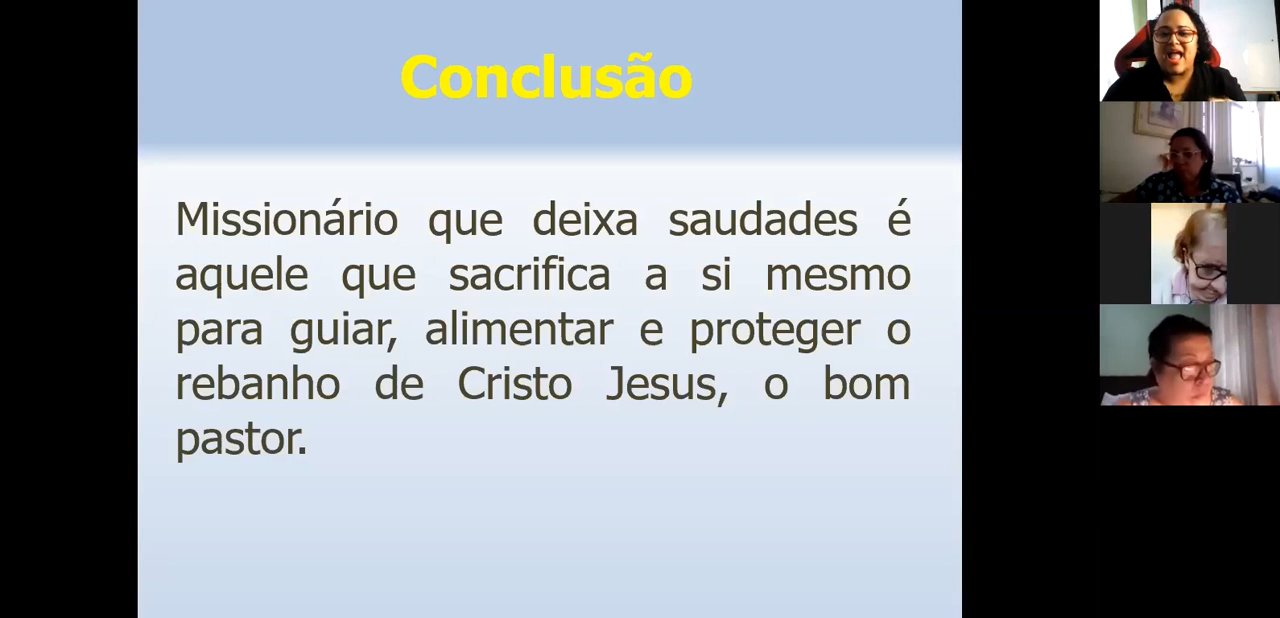 Conclusão
Missionário que deixa saudades é
aquele que sacrifica a si mesmo
para guiar, alimentar e proteger o
rebanho de Cristo Jesus, o bom
pastor.